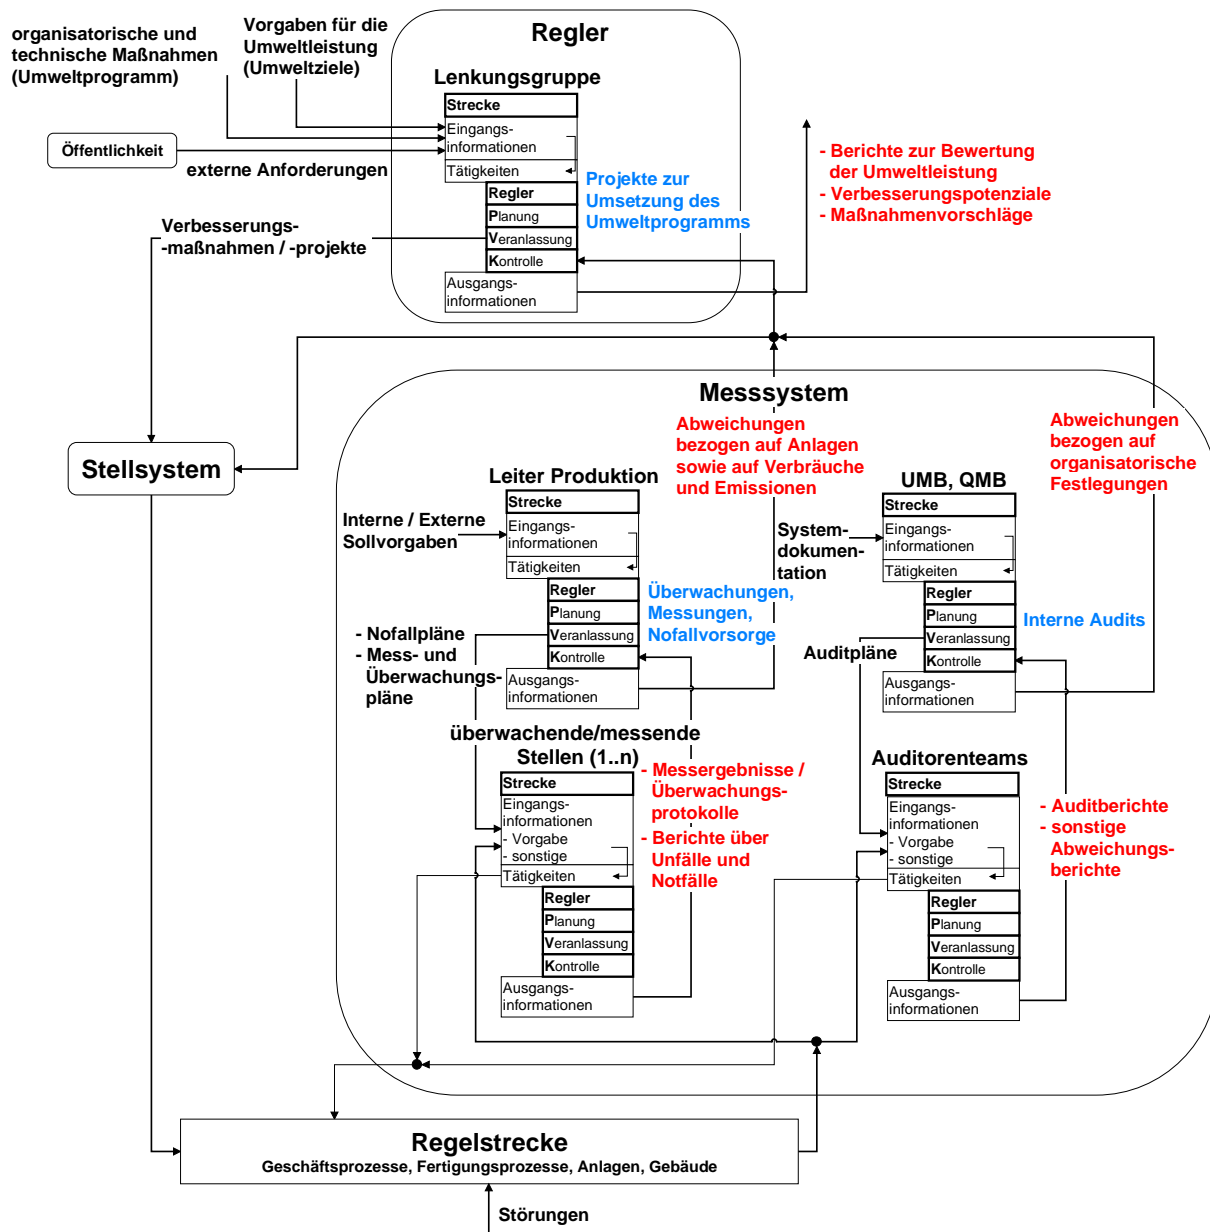 Regler
organisatorische und
technische Maßnahmen
(Umweltprogramm)
Vorgaben für die
Umweltleistung
(Umweltziele)
Lenkungsgruppe
Strecke
Eingangs-
informationen
Tätigkeiten
Regler
Planung
Veranlassung
Kontrolle
Ausgangs-
informationen
Öffentlichkeit
externe Anforderungen
Projekte zur
Umsetzung des
Umweltprogramms
- Berichte zur Bewertung
der Umweltleistung
- Verbesserungspotenziale
- Maßnahmenvorschläge
Verbesserungs-
-maßnahmen / -projekte
Stellsystem
Messsystem
Abweichungen
bezogen auf Anlagen
sowie auf Verbräuche
und Emissionen
Abweichungen
bezogen auf
organisatorische
Festlegungen
Leiter Produktion
Strecke
Eingangs-
informationen
Tätigkeiten
Regler
Planung
Veranlassung
Kontrolle
Ausgangs-
informationen
Interne / Externe
Sollvorgaben
Überwachungen,
Messungen,
Nofallvorsorge
- Nofallpläne
- Mess- und
Überwachungs-
pläne
UMB, QMB
Strecke
Eingangs-
informationen
Tätigkeiten
Regler
Planung
Veranlassung
Kontrolle
Ausgangs-
informationen
System-
dokumen-
tation
Interne Audits
Auditpläne
überwachende/messende
Stellen (1..n)
Strecke
Eingangs-
informationen
- Vorgabe
- sonstige
Tätigkeiten
Regler
Planung
Veranlassung
Kontrolle
Ausgangs-
informationen
- Messergebnisse /
Überwachungs-
protokolle
- Berichte über
Unfälle und
Notfälle
Auditorenteams
Strecke
Eingangs-
informationen
- Vorgabe
- sonstige
Tätigkeiten
Regler
Planung
Veranlassung
Kontrolle
Ausgangs-
informationen
- Auditberichte
- sonstige
Abweichungs-
berichte
Regelstrecke
Geschäftsprozesse, Fertigungsprozesse, Anlagen, Gebäude
Störungen